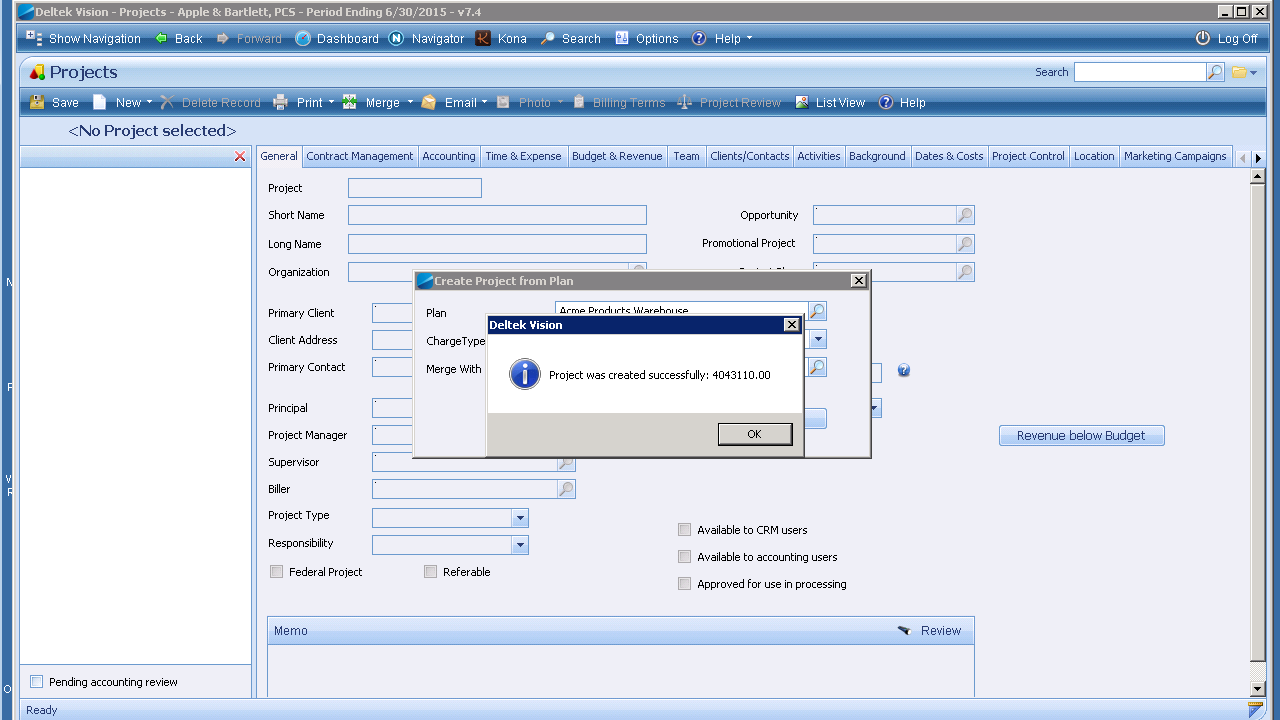 Deltek Vision - Projects - Apple & Bartlett, PCS - Period Ending 6/30/2015 - v7.4
Show Navigation Back Forward Dashboard Navigator Kona Search Options Help Log Off
Projects Search
Save New Delete Record Print Merge Email Photo Billing Terms Project Review List View Help
<No Project selected>
General Contract Management Accounting Time & Expense Budget & Revenue Team Clients/Contacts Activities Background Dates & Costs Project Control Location Marketing Campaigns
Project
Short Name Opportunity
Long Name Promotional Project
Organization
Create Project from Plan
Primary Client Plan Acme Products Warehouse
Deltek Vision
Client Address ChargeType
Primary Contact Merge With
Project was created successfully: 4043110.00
Principal
OK
Project Manager Revenue below Budget
Supervisor
Biller
Project Type
Available to CRM users
Responsibility
Available to accounting users
Federal Project Referable
Approved for use in processing
Memo Review
Pending accounting review
Ready